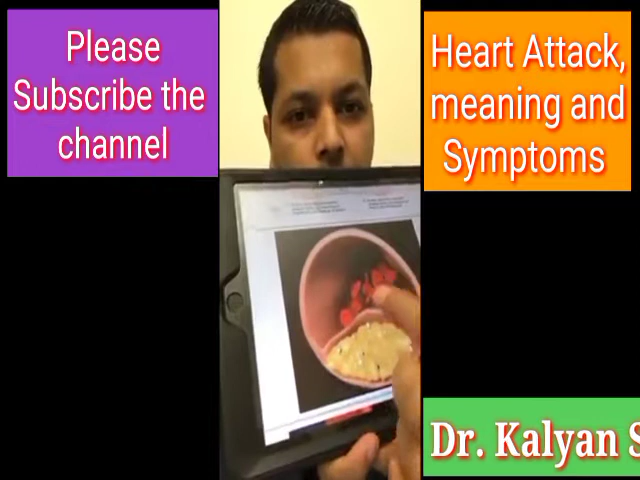 Please
Subscribe the
channel
Heart Attack,
meaning and
Symptoms
Dr. Kalyan S